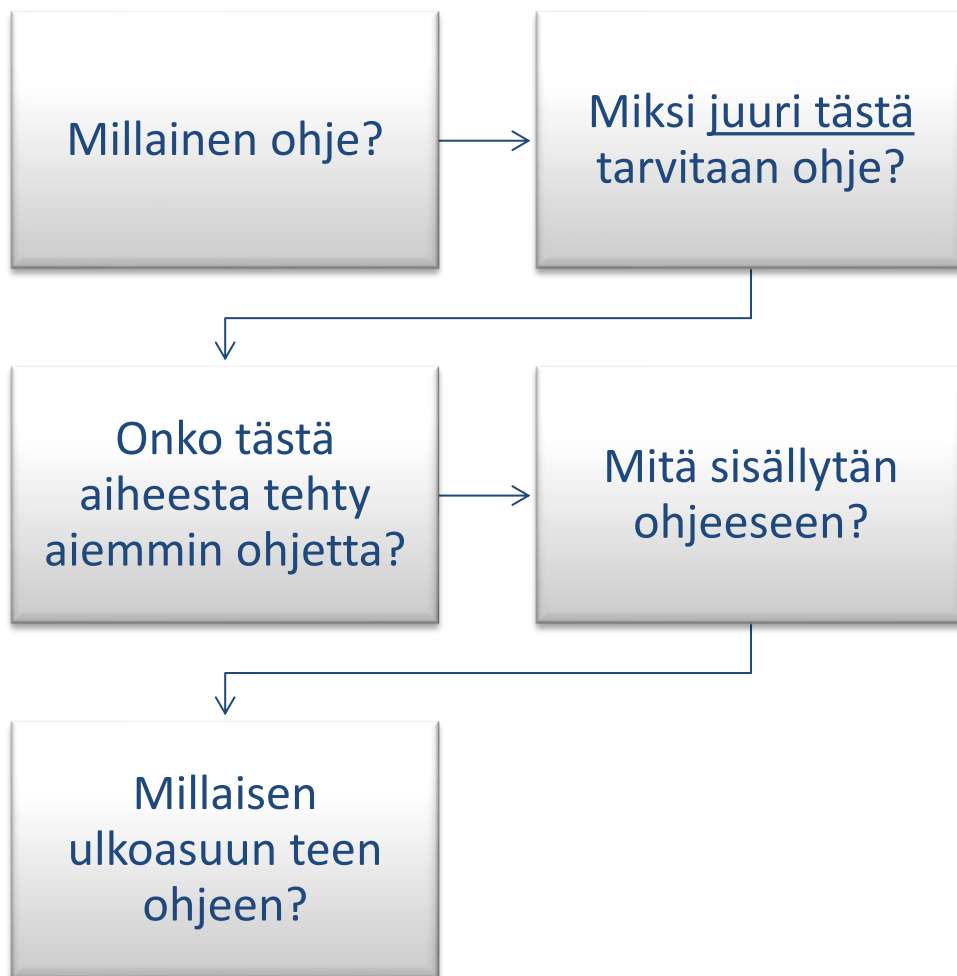 Millainen ohje?
Miksi juuri tästä
tarvitaan ohje?
Onko tästä
aiheesta tehty
aiemmin ohjetta?
Mitä sisällytän
ohjeeseen?
Millaisen
ulkoasuun teen
ohjeen?